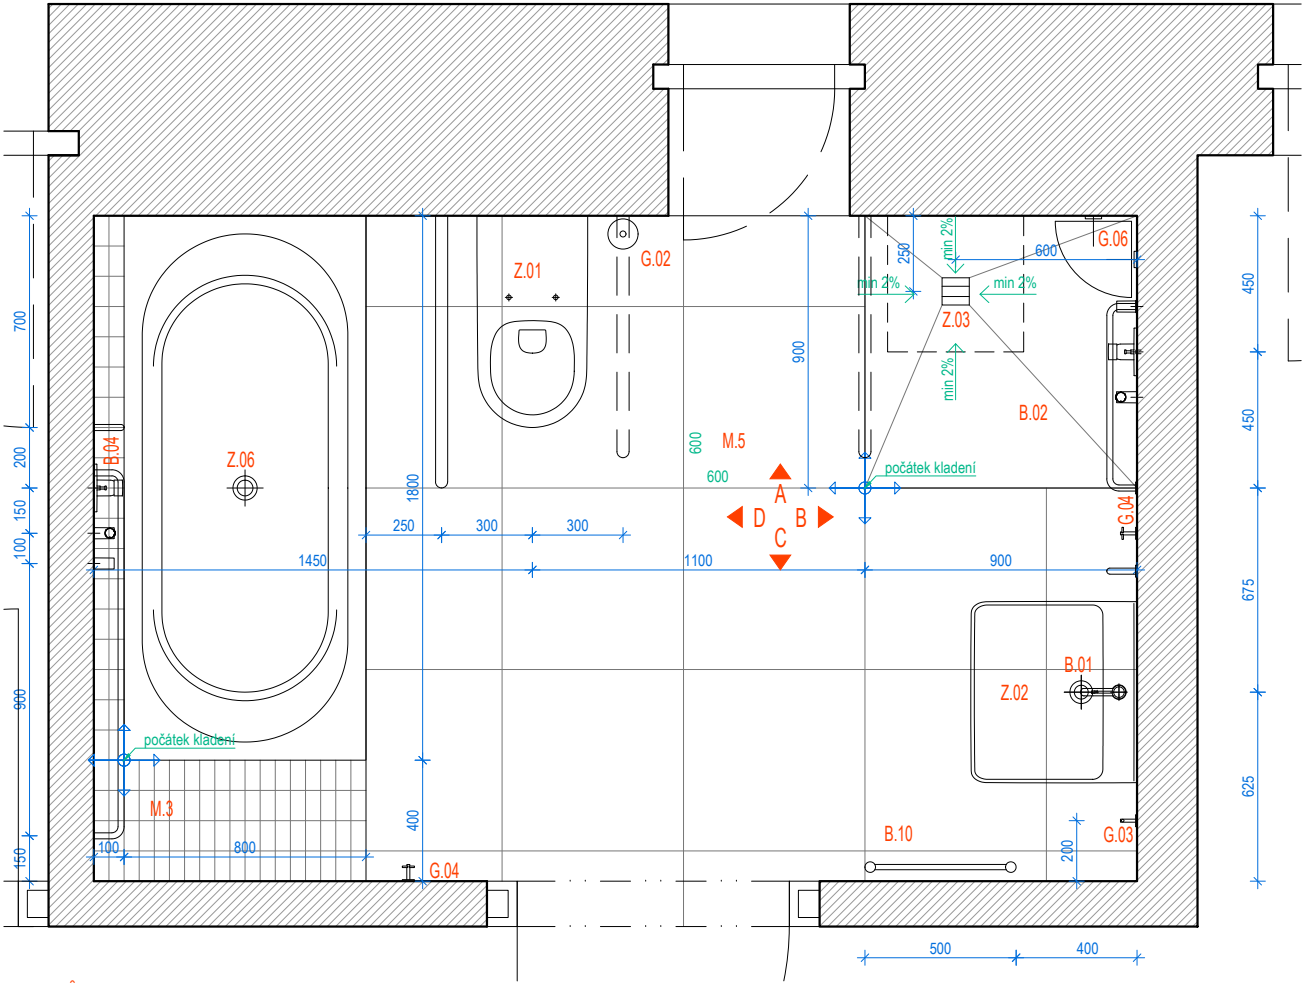 Z.01
G.02
G.06
min 2%
250
600
min 2%
min 2%
Z.03
450
700
900
min 2%
B.02
450
M.5
600
600
B.04
Z.06
200
1800
počátek kladení
A
D
B
C
G.04
150
100
250
300
300
1450
1100
900
675
B.01
Z.02
900
počátek kladení
M.3
400
625
B.10
G.03
200
150
100
800
G.04
500
400